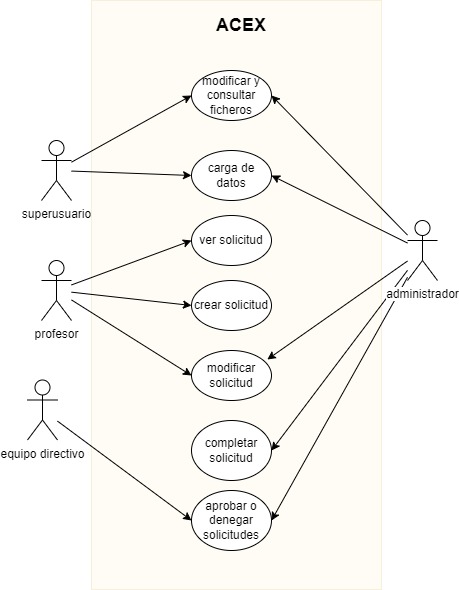 ACEX
modificar y
consultar
ficheros
carga de
datos
superusuario
ver solicitud
crear solicitud
administrador
profesor
modificar
solicitud
completar
solicitud
equipo directivo
aprobar o
denegar
solicitudes